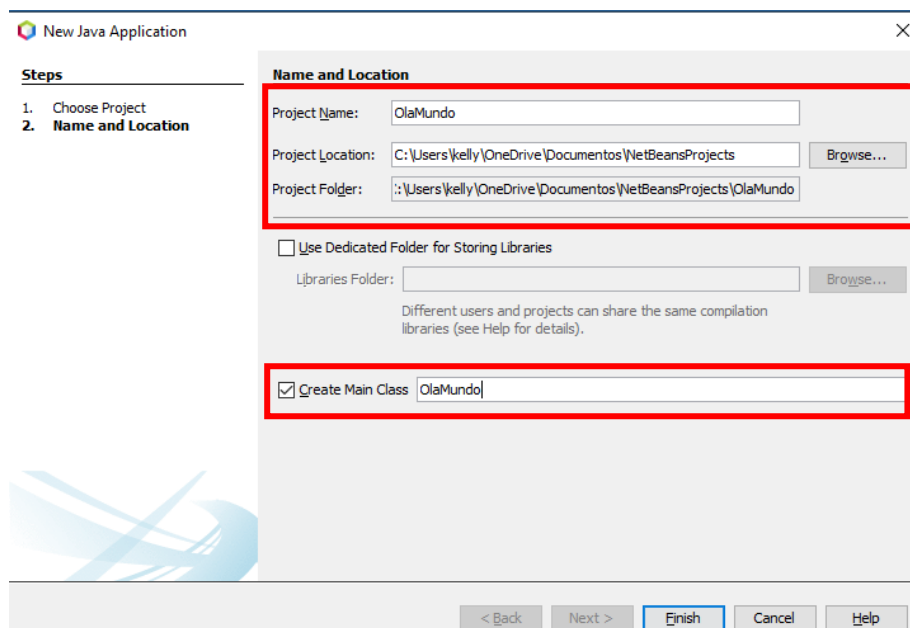 New Java Application
Steps
1. Choose Project
2. Name and Location
Name and Location
Project Name: OlaMundo
Project Location: C:\Users\kelly\OneDrive\Documentos\NetBeansProjects Browse...
Project Folder: :\Users\kelly\OneDrive\Documentos\NetBeansProjects\OlaMundo
Use Dedicated Folder for Storing Libraries
Libraries Folder: Browse...
Different users and projects can share the same compilation
libraries (see Help for details).
Create Main Class OlaMundo
< Back Next > Finish Cancel Help